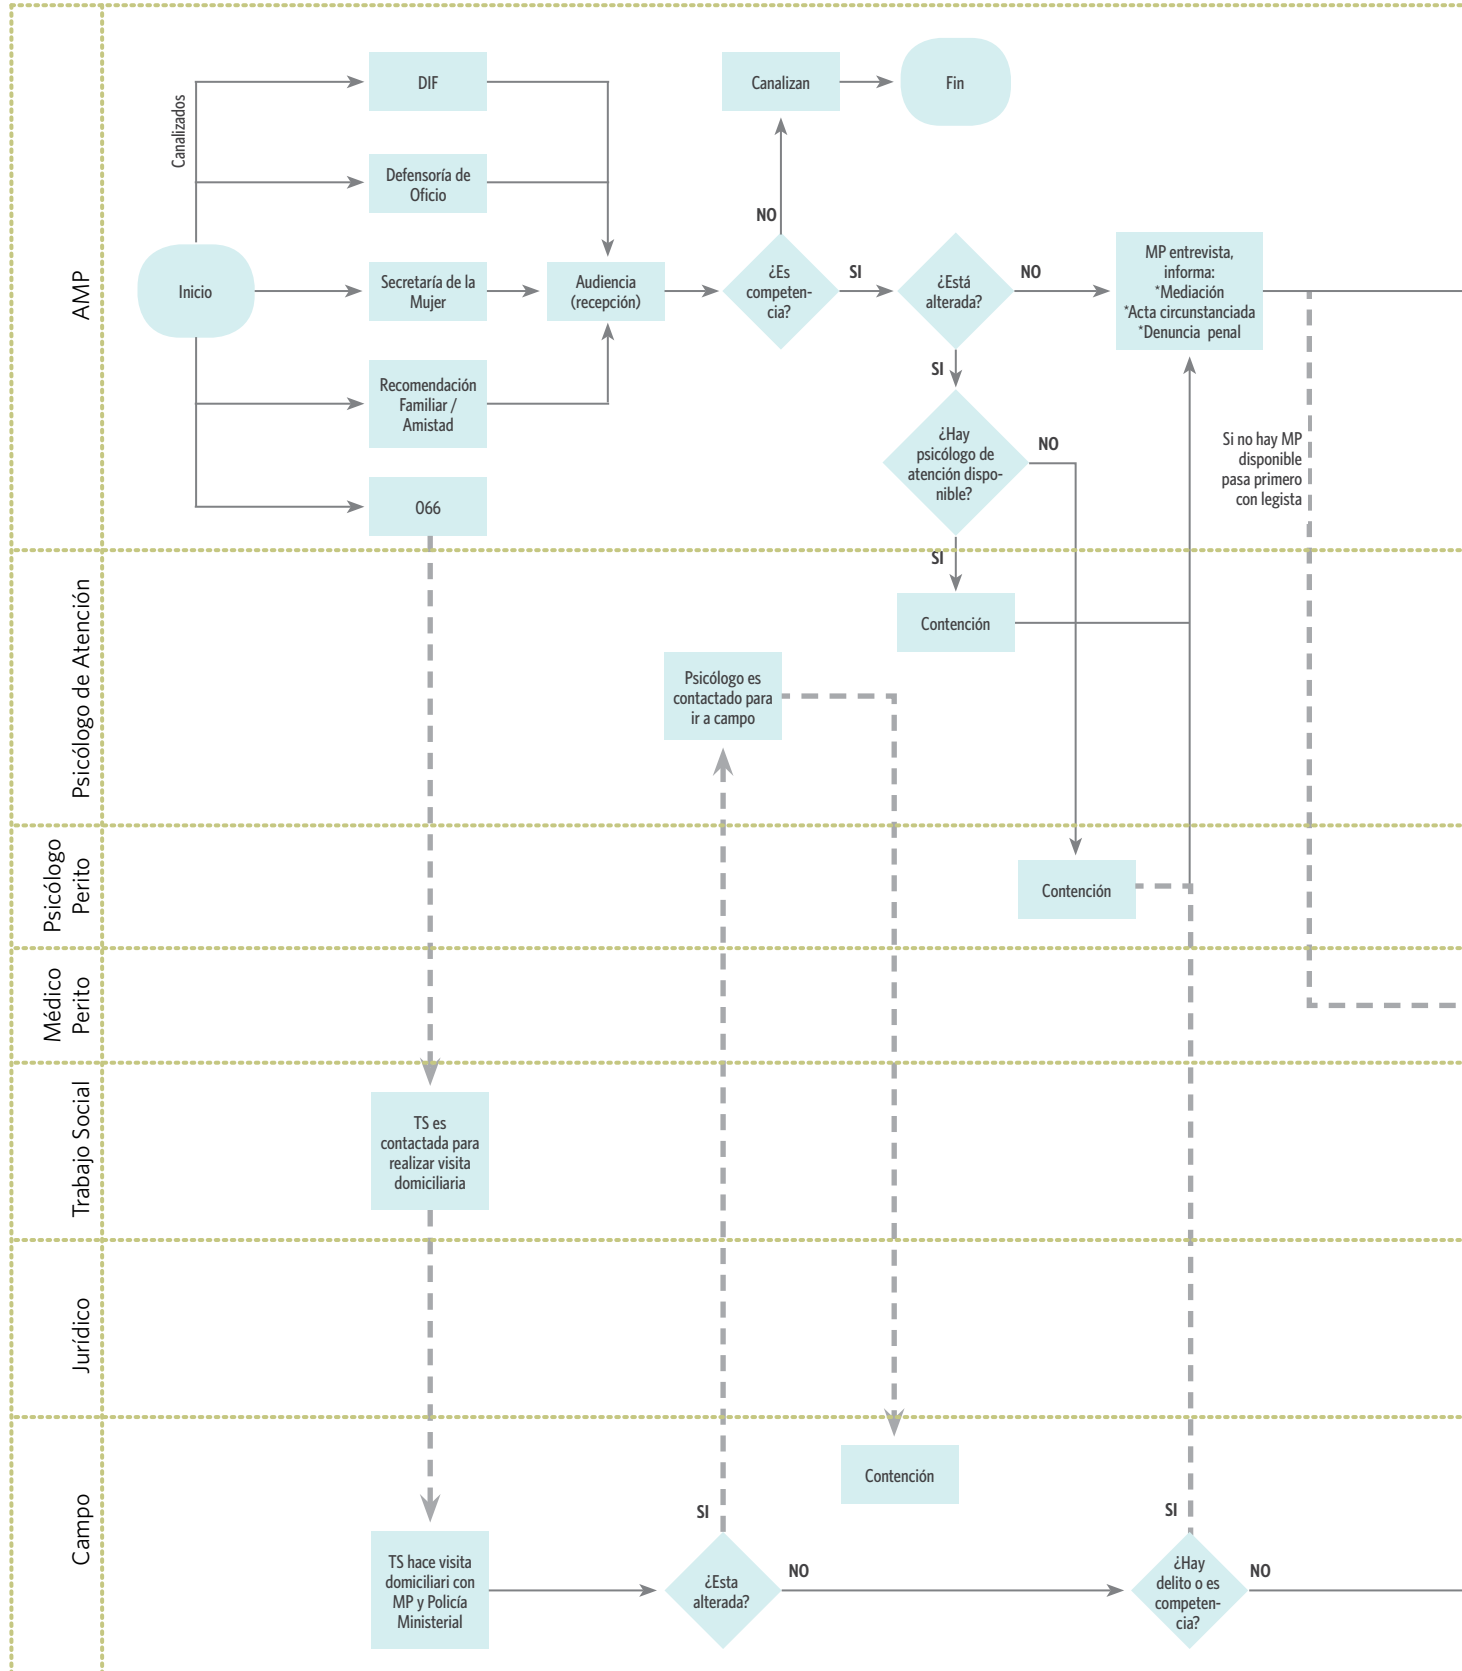 AMP
Canalizados
Inicio
DIF
Defensoría de
Oficio
Secretaría de la
Mujer
Recomendación
Familiar /
Amistad
066
Audiencia
(recepción)
Canalizan
Fin
NO
¿Es
competen-
cia?
SI
¿Está
alterada?
NO
MP entrevista,
informa:
*Mediación
*Acta circunstanciada
*Denuncia penal
SI
¿Hay
psicólogo de
atención dispo-
nible?
NO
Si no hay MP
disponible
pasa primero
con legista
SI
Psicólogo de Atención
Contención
Psicólogo es
contactado para
ir a campo
Psicólogo
Perito
Contención
Médico
Perito
Trabajo Social
TS es
contactada para
realizar visita
domiciliaria
Jurídico
Campo
Contención
TS hace visita
domiciliari con
MP y Policía
Ministerial
SI
¿Esta
alterada?
NO
SI
¿Hay
delito o es
competen-
cia?
NO